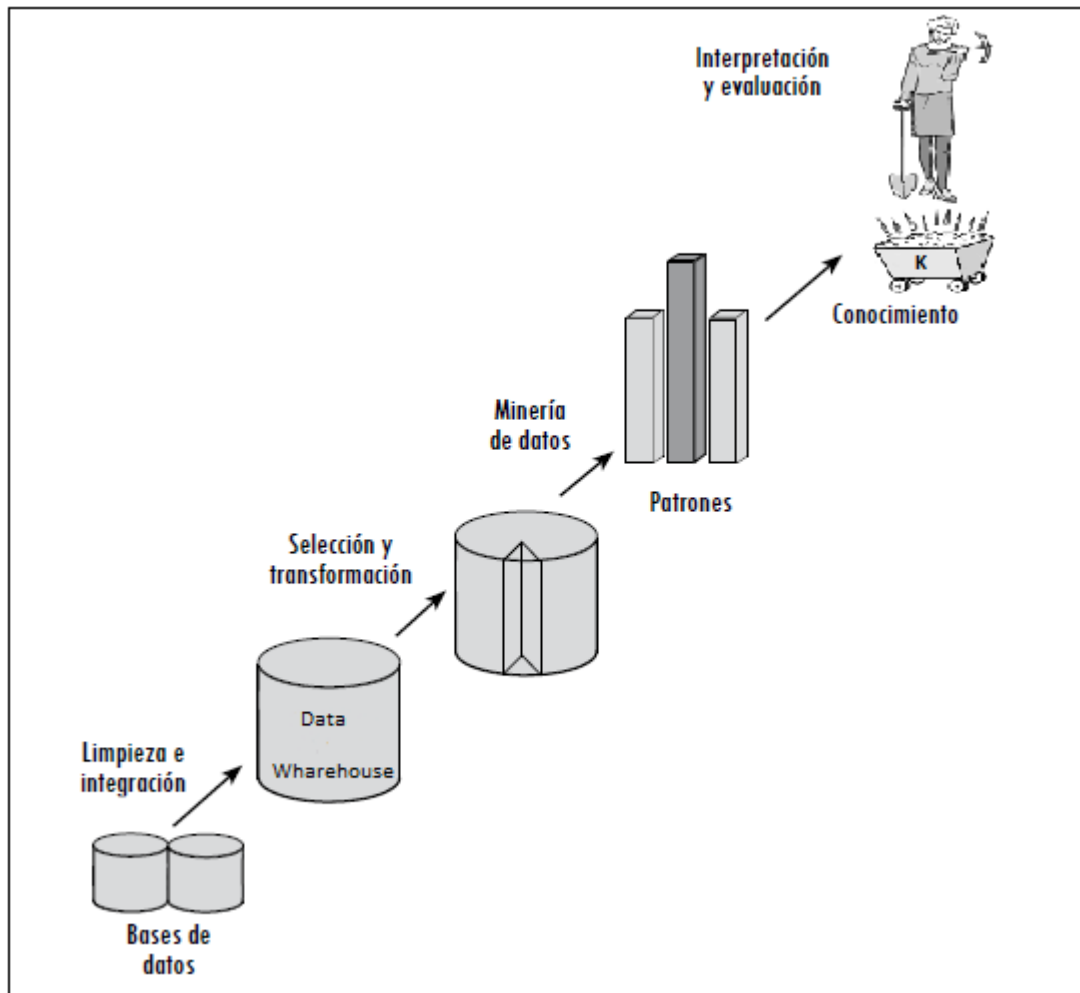 Interpretación
y evaluación
K
Conocimiento
Minería
de datos
Patrones
Selección y
transformación
Data
Wharehouse
Limpieza e
integración
Bases de
datos